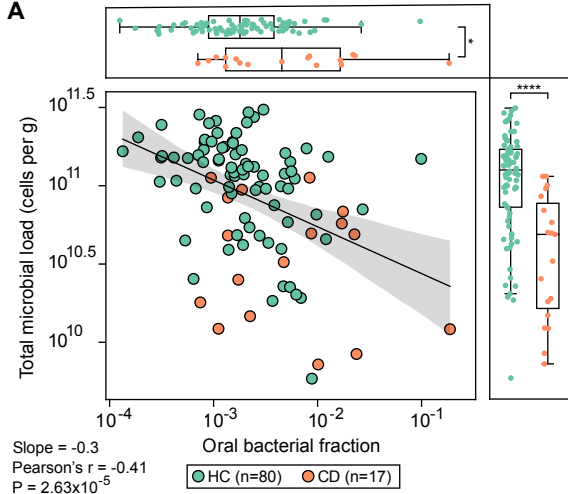 A
*
****
10^11.5
10^11
10^10.5
10^10
Total microbial load (cells per g)
10^-4
10^-3
10^-2
10^-1
Oral bacterial fraction
Slope = -0.3
Pearson's r = -0.41
P = 2.63x10^-5
HC (n=80) CD (n=17)